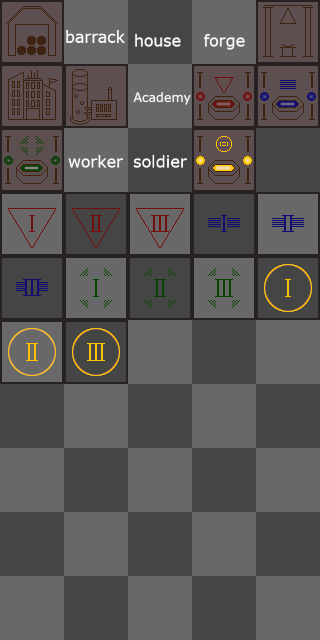 barrack house forge
Academy
worker soldier
I II III I II
III I II III I
II III